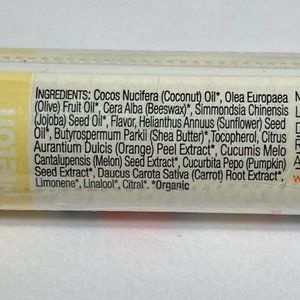 INGREDIENTS: Cocos Nucifera (Coconut) Oil*, Olea Europaea
(Olive) Fruit Oil*, Cera Alba (Beeswax)*, Simmondsia Chinensis
(Jojoba) Seed Oil*, Flavor, Helianthus Annuus (Sunflower) Seed
Oil*, Butyrospermum Parkii (Shea Butter)*, Tocopherol, Citrus
Aurantium Dulcis (Orange) Peel Extract*, Cucumis Melo
Cantalupensis (Melon) Seed Extract*, Cucurbita Pepo (Pumpkin)
Seed Extract*, Daucus Carota Sativa (Carrot) Root Extract*,
Limonene*, Linalool*, Citral*. *Organic